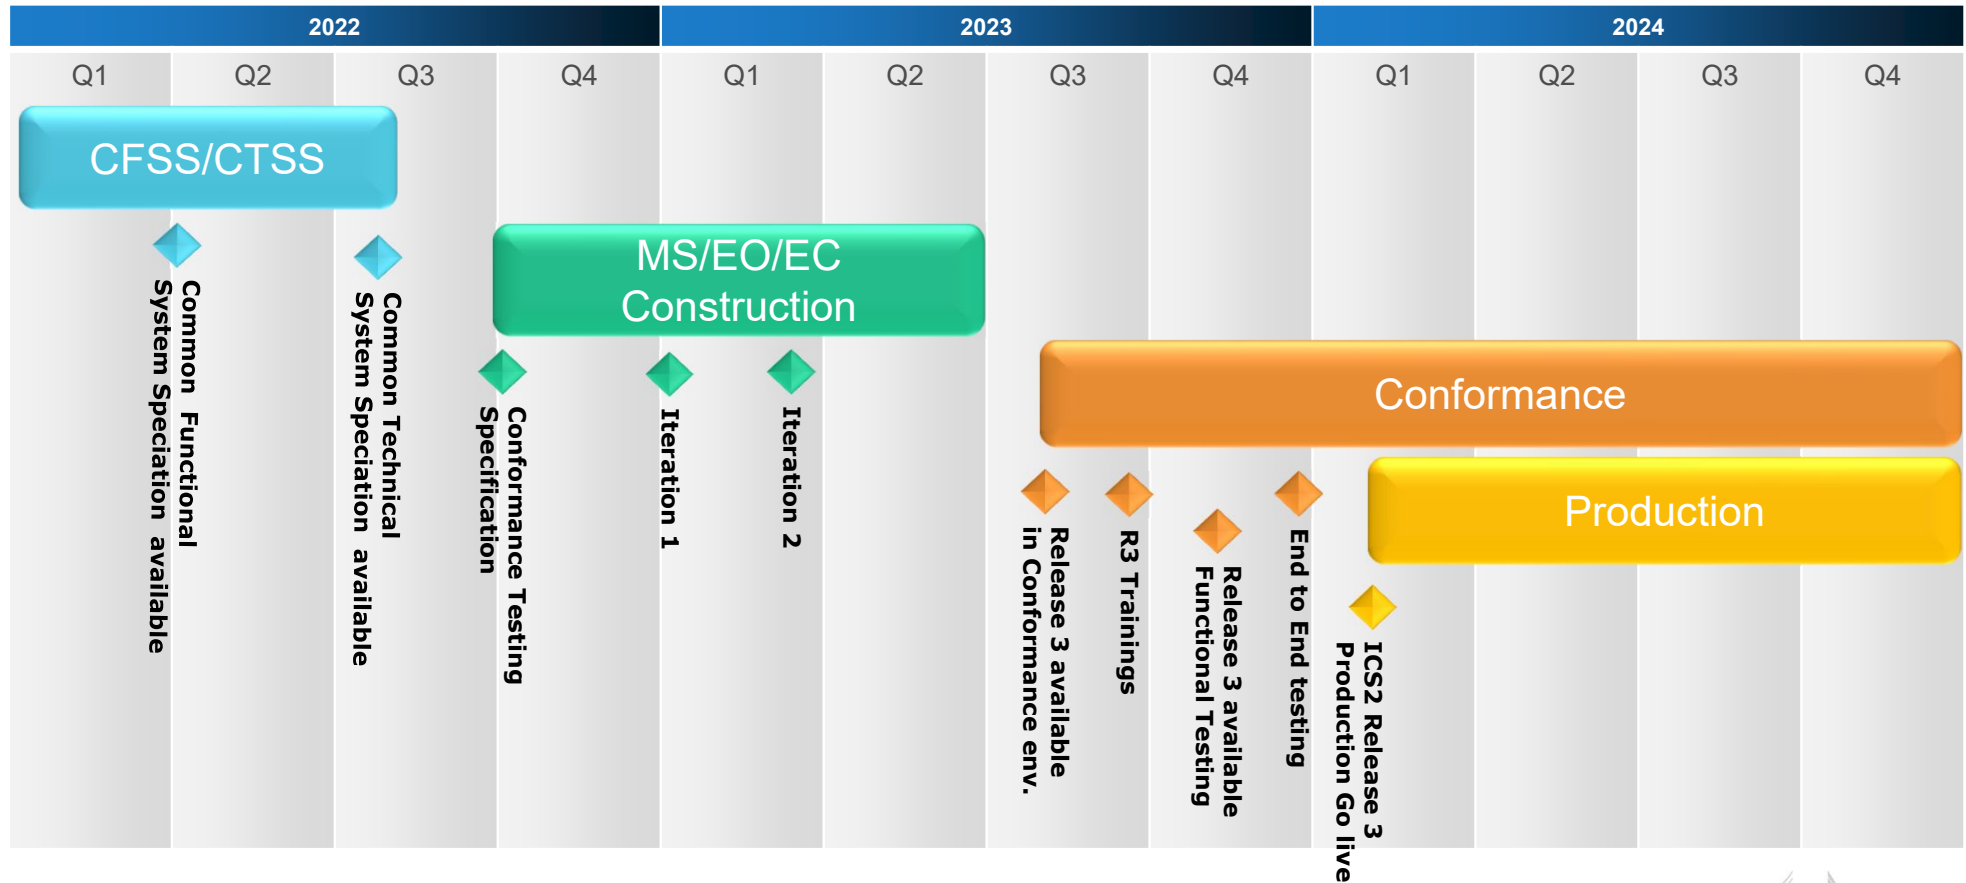 2022
2023
2024
Q1
Q2
Q3
Q4
Q1
Q2
Q3
Q4
Q1
Q2
Q3
Q4
CFSS/CTSS
Common Functional
System Speciation available
Common Technical
System Speciation available
MS/EO/EC
Construction
Conformance Testing
Specification
Iteration 1
Iteration 2
Conformance
Release 3 available
in Conformance env.
R3 Trainings
Release 3 available
Functional Testing
End to End testing
Production
ICS2 Release 3
Production Go live